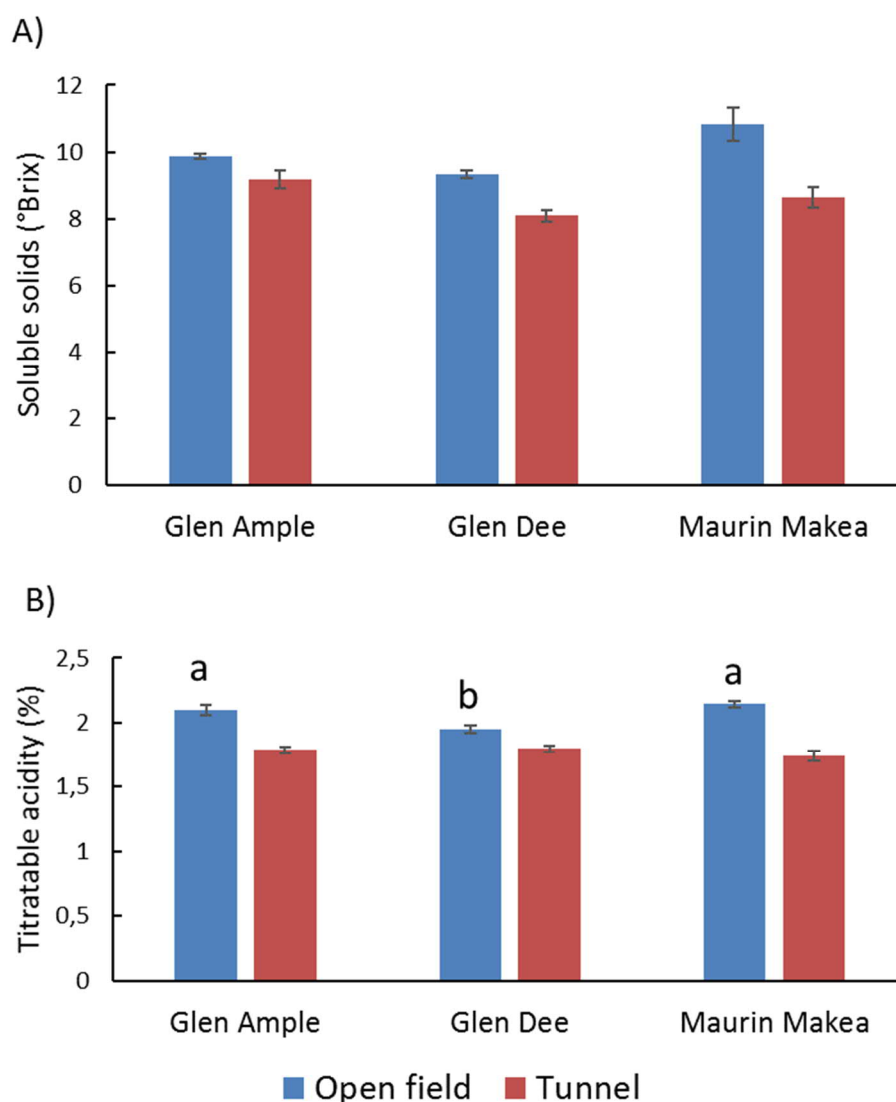 A)
Soluble solids (°Brix)
12
10
8
6
4
2
0
Glen Ample Glen Dee Maurin Makea
B)
Titratable acidity (%)
2,5
2
1,5
1
0,5
0
a b a
Glen Ample Glen Dee Maurin Makea
Open field Tunnel